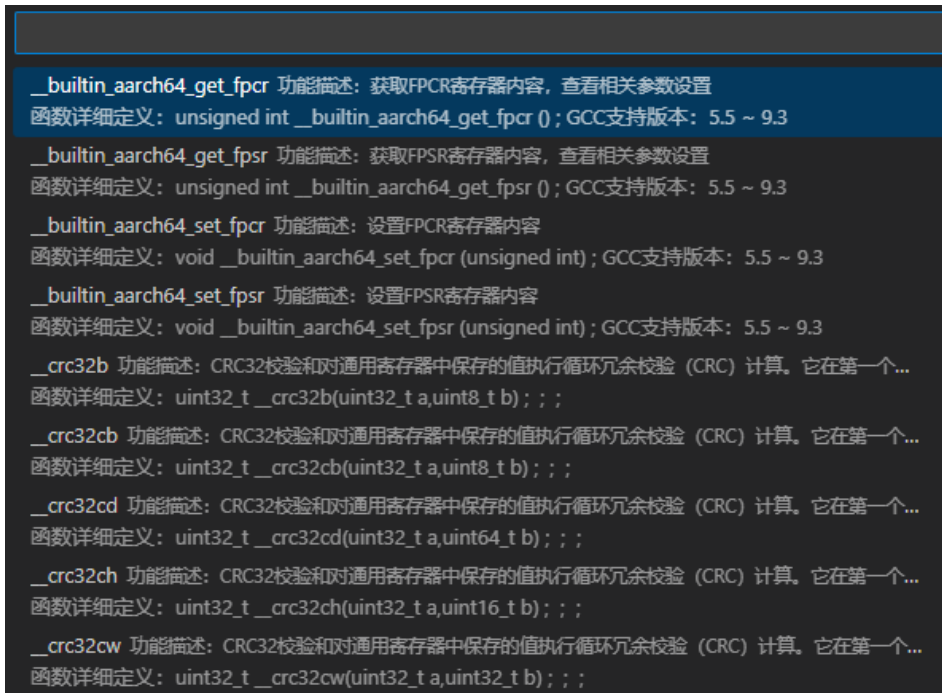 __builtin_aarch64_get_fpcr 功能描述：获取FPCR寄存器内容，查看相关参数设置
函数详细定义：unsigned int __builtin_aarch64_get_fpcr () ; GCC支持版本：5.5 ~ 9.3
__builtin_aarch64_get_fpsr 功能描述：获取FPSR寄存器内容，查看相关参数设置
函数详细定义：unsigned int __builtin_aarch64_get_fpsr () ; GCC支持版本：5.5 ~ 9.3
__builtin_aarch64_set_fpcr 功能描述：设置FPCR寄存器内容
函数详细定义：void __builtin_aarch64_set_fpcr (unsigned int) ; GCC支持版本：5.5 ~ 9.3
__builtin_aarch64_set_fpsr 功能描述：设置FPSR寄存器内容
函数详细定义：void __builtin_aarch64_set_fpsr (unsigned int) ; GCC支持版本：5.5 ~ 9.3
__crc32b 功能描述：CRC32校验和对通用寄存器中保存的值执行循环冗余校验（CRC）计算。它在第一个...
函数详细定义：uint32_t __crc32b(uint32_t a,uint8_t b) ; ; ;
__crc32cb 功能描述：CRC32校验和对通用寄存器中保存的值执行循环冗余校验（CRC）计算。它在第一个...
函数详细定义：uint32_t __crc32cb(uint32_t a,uint8_t b) ; ; ;
__crc32cd 功能描述：CRC32校验和对通用寄存器中保存的值执行循环冗余校验（CRC）计算。它在第一个...
函数详细定义：uint32_t __crc32cd(uint32_t a,uint64_t b) ; ; ;
__crc32ch 功能描述：CRC32校验和对通用寄存器中保存的值执行循环冗余校验（CRC）计算。它在第一个...
函数详细定义：uint32_t __crc32ch(uint32_t a,uint16_t b) ; ; ;
__crc32cw 功能描述：CRC32校验和对通用寄存器中保存的值执行循环冗余校验（CRC）计算。它在第一个...
函数详细定义：uint32_t __crc32cw(uint32_t a,uint32_t b) ; ; ;